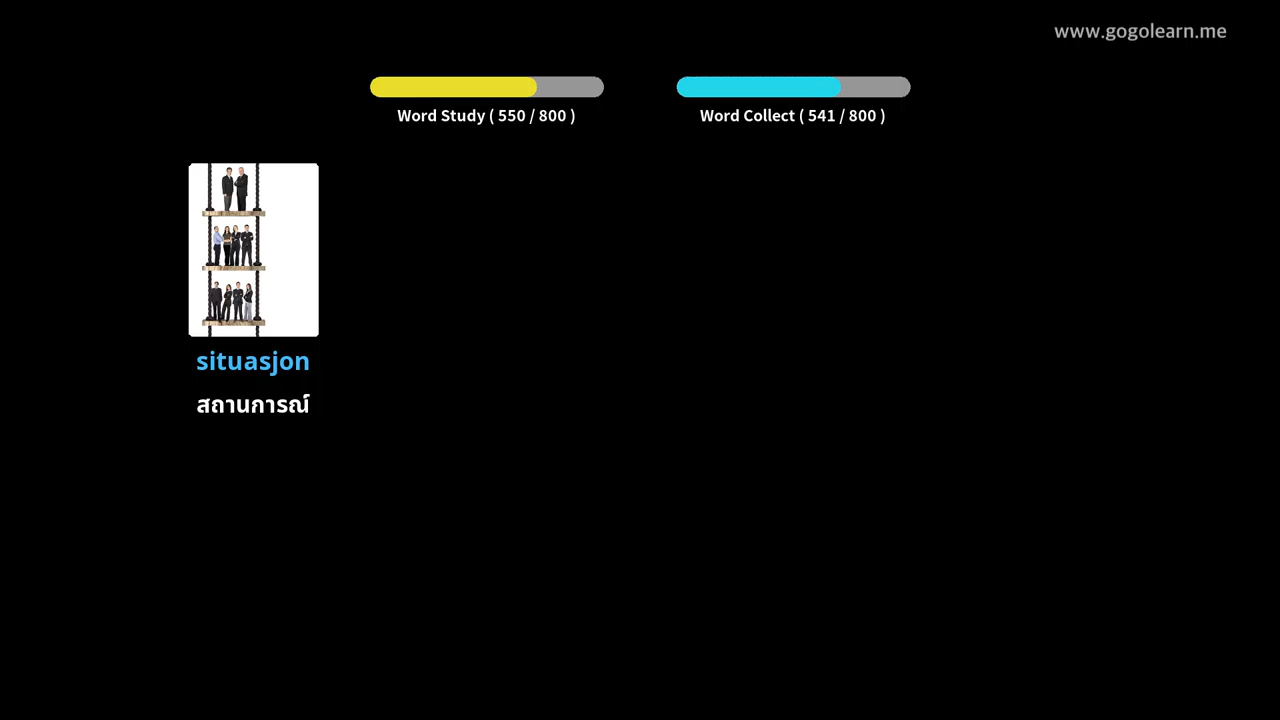 www.gogolearn.me
Word Study ( 550 / 800 )
Word Collect ( 541 / 800 )
situasjon
สถานการณ์